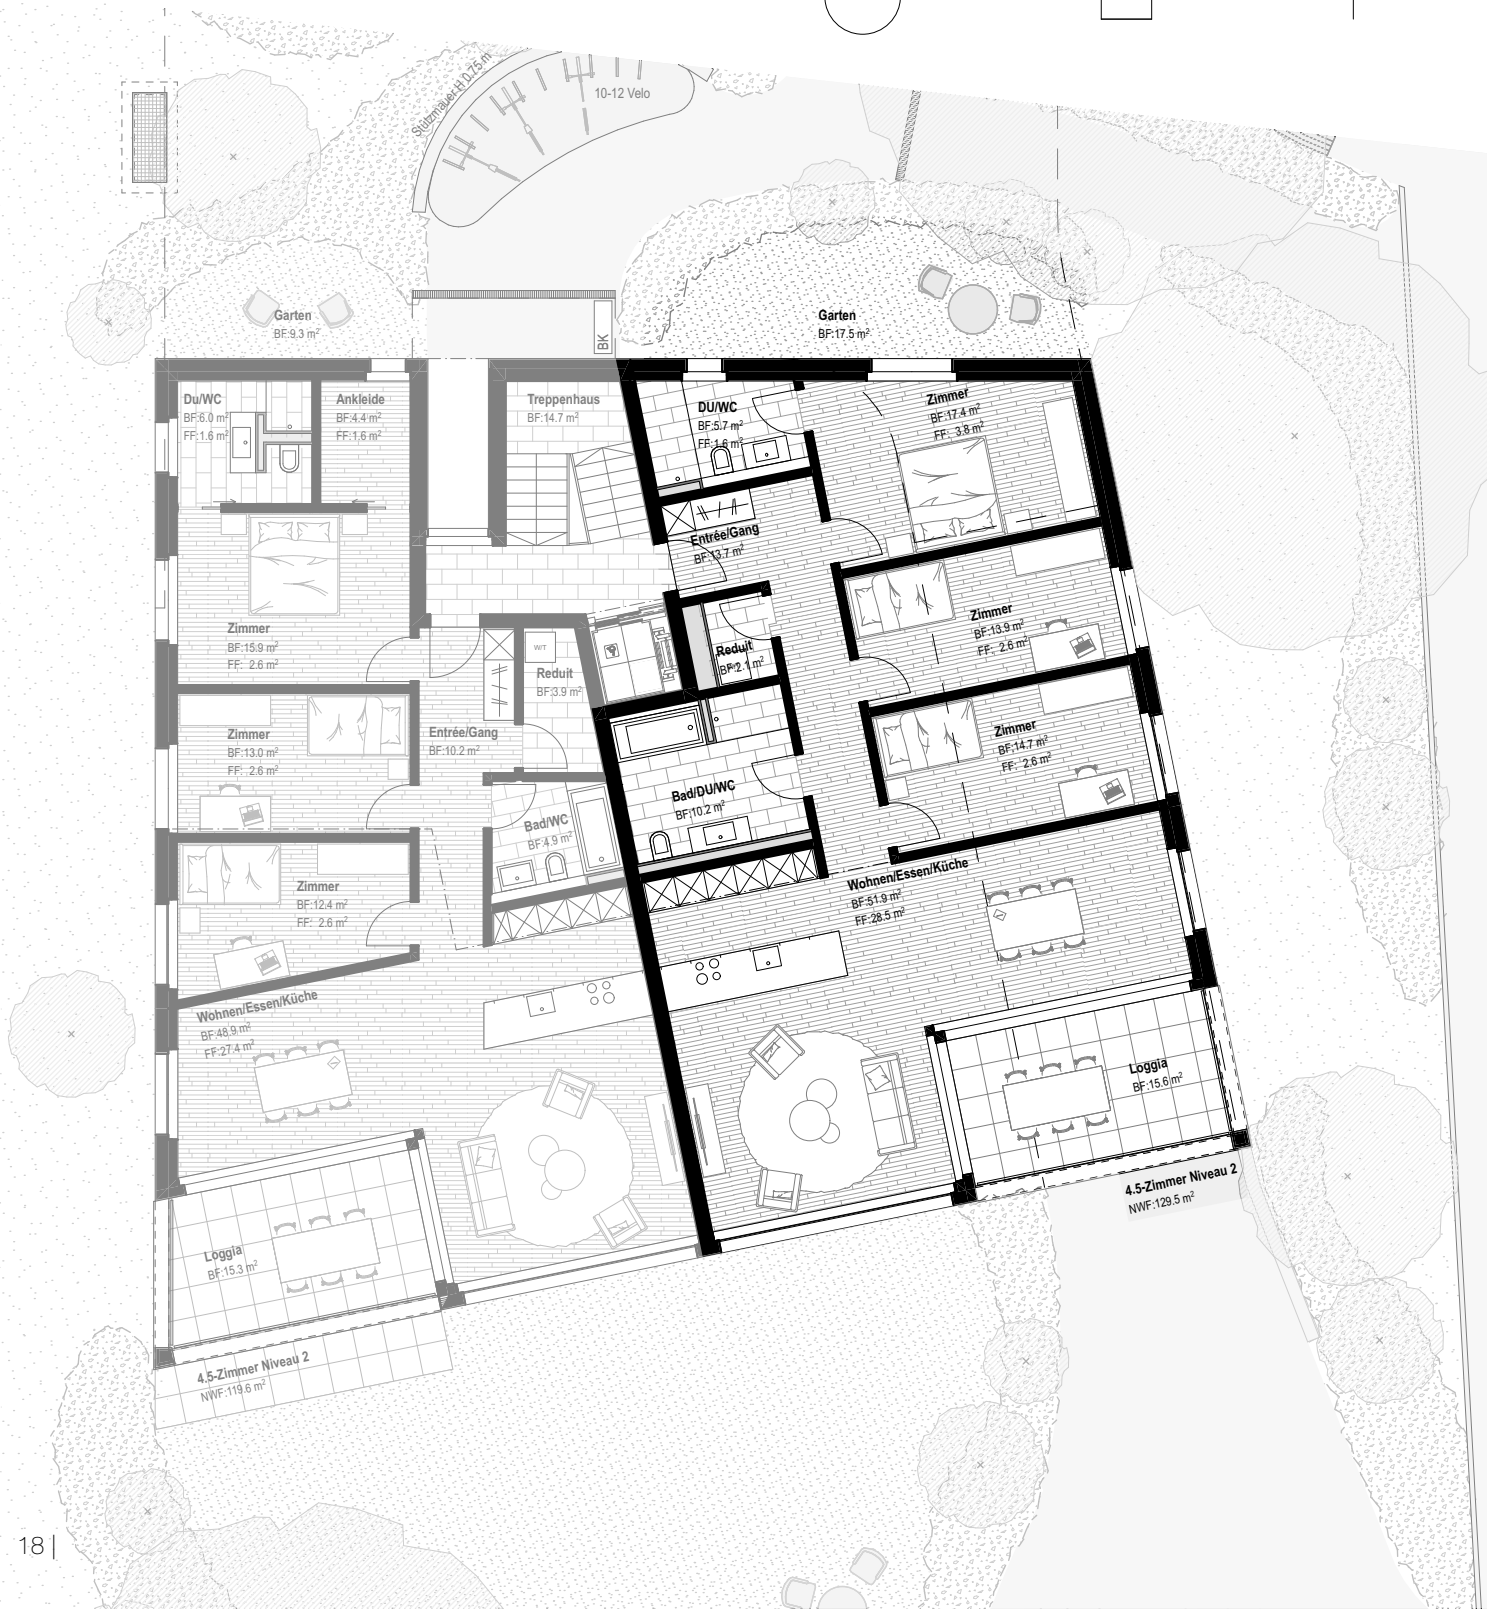 Stützmauer H 0.75 m
10-12 Velo
Garten
BF:9.3 m²
BK
Garten
BF:17.5 m²
Du/WC
BF:6.0 m²
FF:1.6 m²
Ankleide
BF:4.4 m²
FF:1.6 m²
Treppenhaus
BF:14.7 m²
DU/WC
BF:5.7 m²
FF:1.6 m²
Zimmer
BF:17.4 m²
FF: 3.8 m²
Entrée/Gang
BF:13.7 m²
Zimmer
BF:15.9 m²
FF: 2.6 m²
Zimmer
BF:13.9 m²
FF: 2.6 m²
W/T
Reduit
BF:3.9 m²
Reduit
BF:2.1 m²
Zimmer
BF:13.0 m²
FF: 2.6 m²
Entrée/Gang
BF:10.2 m²
Zimmer
BF:14.7 m²
FF: 2.6 m²
Bad/DU/WC
BF:10.2 m²
Bad/WC
BF:4.9 m²
Zimmer
BF:12.4 m²
FF: 2.6 m²
Wohnen/Essen/Küche
BF:51.9 m²
FF:28.5 m²
Wohnen/Essen/Küche
BF:48.9 m²
FF:27.4 m²
Loggia
BF:15.6 m²
4.5-Zimmer Niveau 2
NWF:129.5 m²
Loggia
BF:15.3 m²
4.5-Zimmer Niveau 2
NWF:119.6 m²
18 |